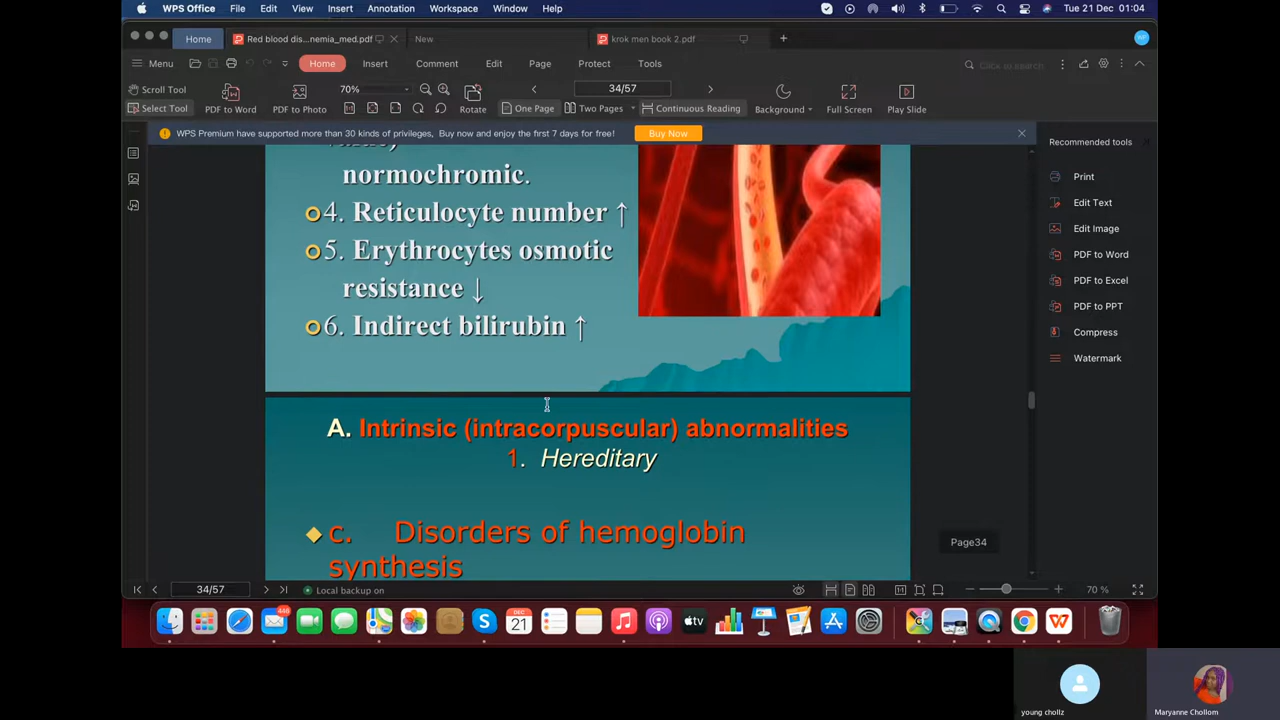 WPS Office File Edit View Insert Annotation Workspace Window Help Tue 21 Dec 01:04
Home Red blood dis...nemia_med.pdf New krok men book 2.pdf
Menu Home Insert Comment Edit Page Protect Tools Click to search
Scroll Tool 70% 34/57
Select Tool PDF to Word PDF to Photo Rotate One Page Two Pages Continuous Reading Background Full Screen Play Slide
WPS Premium have supported more than 30 kinds of privileges, Buy now and enjoy the first 7 days for free! Buy Now
Recommended tools
Print
Edit Text
Edit Image
PDF to Word
PDF to Excel
PDF to PPT
Compress
Watermark
normochromic.
4. Reticulocyte number ↑
5. Erythrocytes osmotic
resistance ↓
6. Indirect bilirubin ↑
A. Intrinsic (intracorpuscular) abnormalities
1. Hereditary
c. Disorders of hemoglobin
synthesis
Page34
34/57 Local backup on 70 %
446
DEC
21
tv
young chollz
Maryanne Chollom